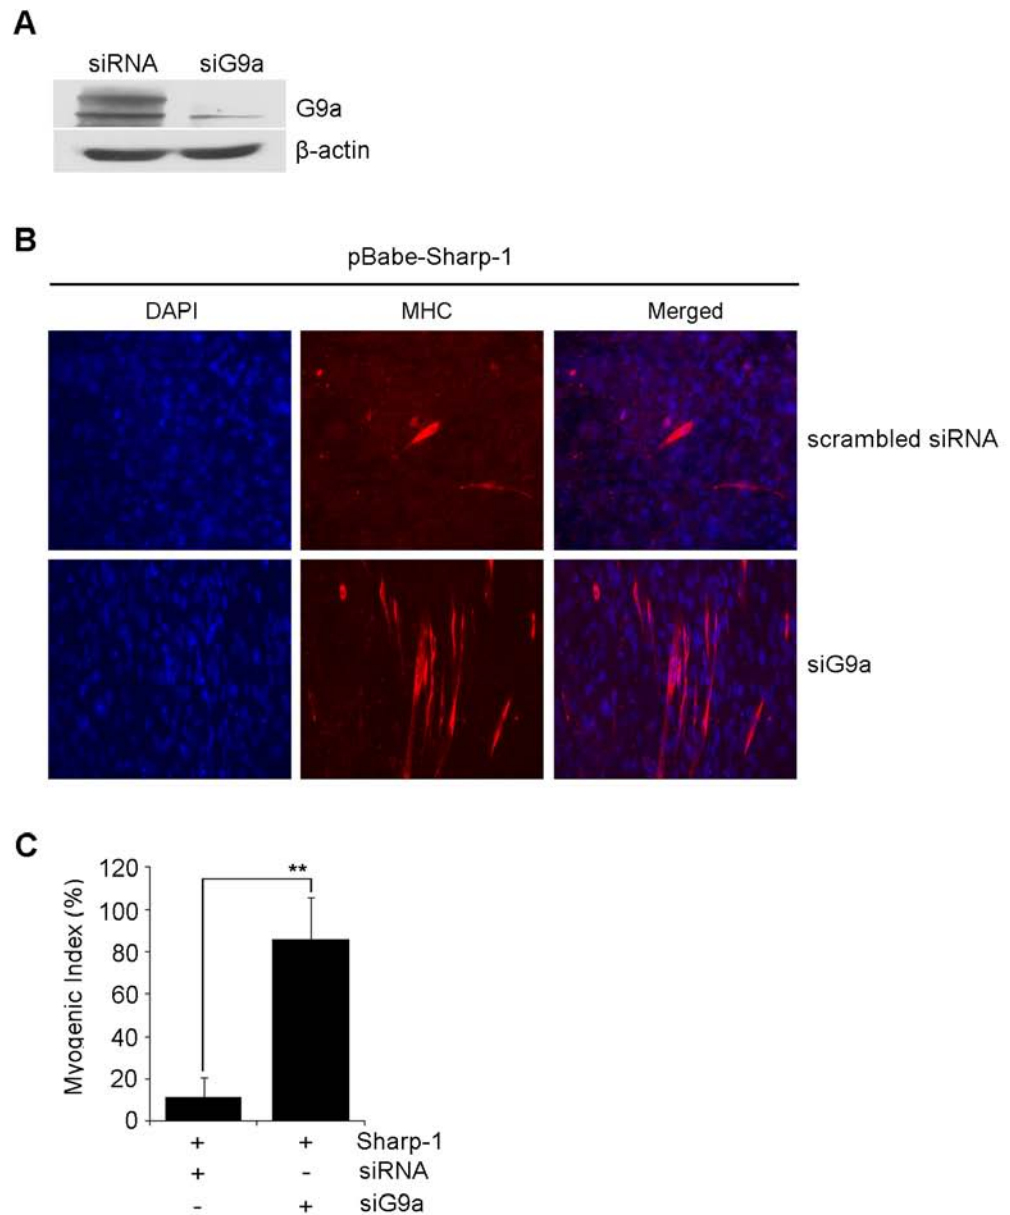 A
siRNA siG9a
G9a
β-actin
B
pBabe-Sharp-1
DAPI MHC Merged
scrambled siRNA
siG9a
C
**
Myogenic Index (%)
120
100
80
60
40
20
0
+ + Sharp-1
+ - siRNA
- + siG9a